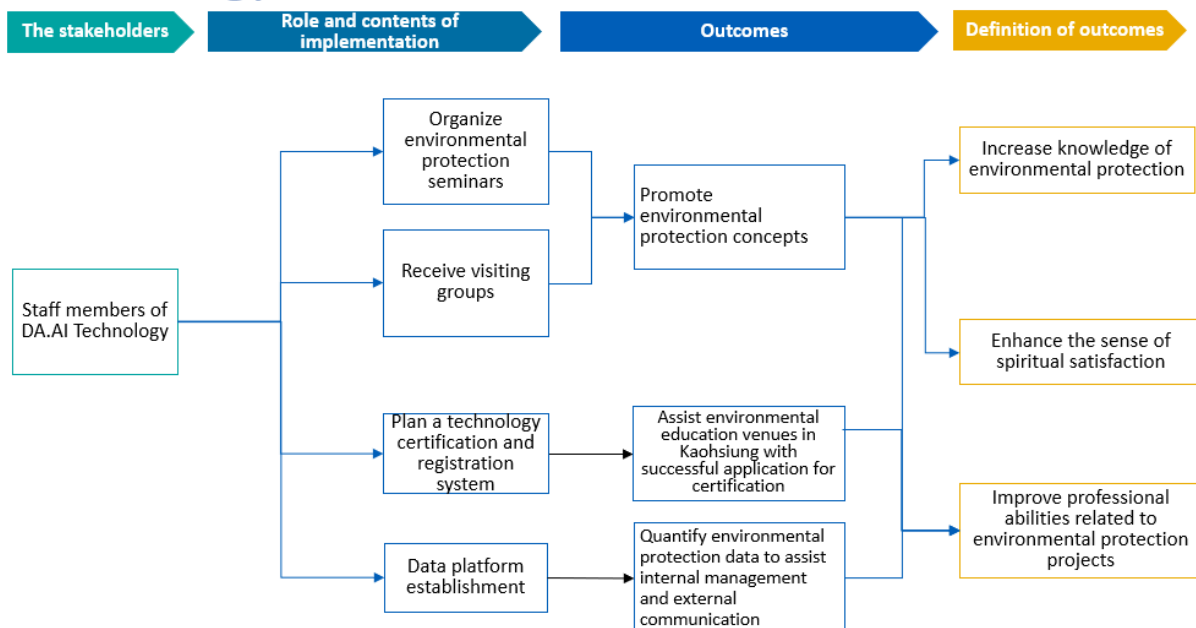 The stakeholders
Role and contents of
implementation
Outcomes
Definition of outcomes
Organize
environmental
protection
seminars
Increase knowledge of
environmental protection
Promote
environmental
protection concepts
Receive visiting
groups
Staff members of
DA.AI Technology
Enhance the sense of
spiritual satisfaction
Plan a technology
certification and
registration
system
Assist environmental
education venues in
Kaohsiung with
successful application for
certification
Improve professional
abilities related to
environmental protection
projects
Data platform
establishment
Quantify environmental
protection data to assist
internal management
and external
communication